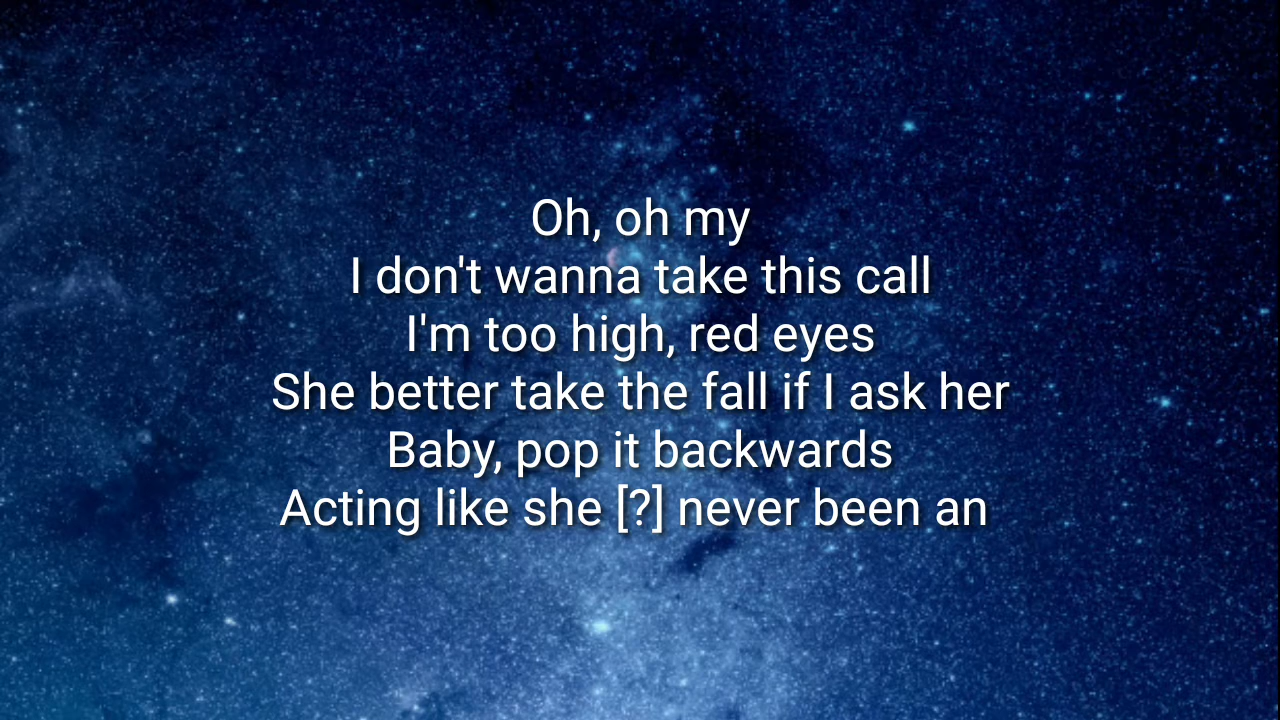 Oh, oh my
I don't wanna take this call
I'm too high, red eyes
She better take the fall if I ask her
Baby, pop it backwards
Acting like she [?] never been an